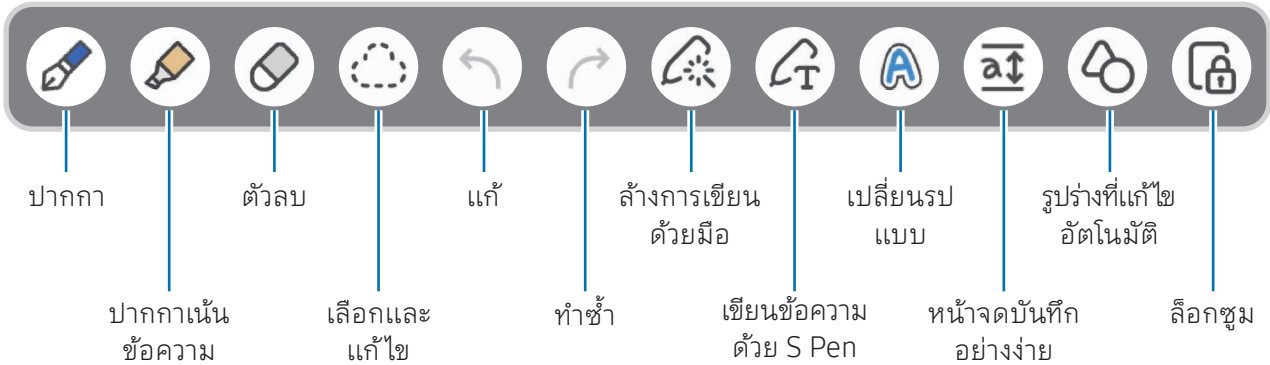 ปากกา
ตัวลบ
แก้
ล้างการเขียน
ด้วยมือ
เปลี่ยนรป
แบบ
รูปร่างที่แก้ไข
อัตโนมัติ
ปากกาเน้น
ข้อความ
เลือกและ
แก้ไข
ทำซ้ำ
เขียนข้อความ
ด้วย S Pen
หน้าจดบันทึก
อย่างง่าย
ล็อกซูม